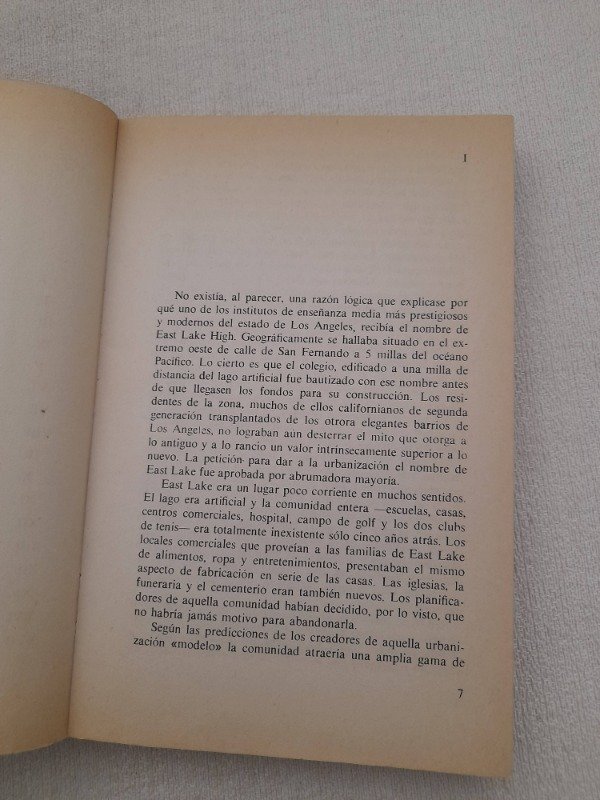 I
No existía, al parecer, una razón lógica que explicase por
qué uno de los institutos de enseñanza media más prestigiosos
y modernos del estado de Los Angeles, recibía el nombre de
East Lake High. Geográficamente se hallaba situado en el ex-
tremo oeste de calle de San Fernando a 5 millas del océano
Pacífico. Lo cierto es que el colegio, edificado a una milla de
distancia del lago artificial fue bautizado con ese nombre antes
de que llegasen los fondos para su construcción. Los resi-
dentes de la zona, muchos de ellos californianos de segunda
generación transplantados de los otrora elegantes barrios de
Los Angeles, no lograban aún desterrar el mito que otorga a
lo antiguo y a lo rancio un valor intrínsecamente superior a lo
nuevo. La petición para dar a la urbanización el nombre de
East Lake fue aprobada por abrumadora mayoría.
East Lake era un lugar poco corriente en muchos sentidos.
El lago era artificial y la comunidad entera —escuelas, casas,
centros comerciales, hospital, campo de golf y los dos clubs
de tenis— era totalmente inexistente sólo cinco años atrás. Los
locales comerciales que proveían a las familias de East Lake
de alimentos, ropa y entretenimientos, presentaban el mismo
aspecto de fabricación en serie de las casas. Las iglesias, la
funeraria y el cementerio eran también nuevos. Los planifica-
dores de aquella comunidad habían decidido, por lo visto, que
no habría jamás motivo para abandonarla.
Según las predicciones de los creadores de aquella urbani-
zación «modelo» la comunidad atraería una amplia gama de
7